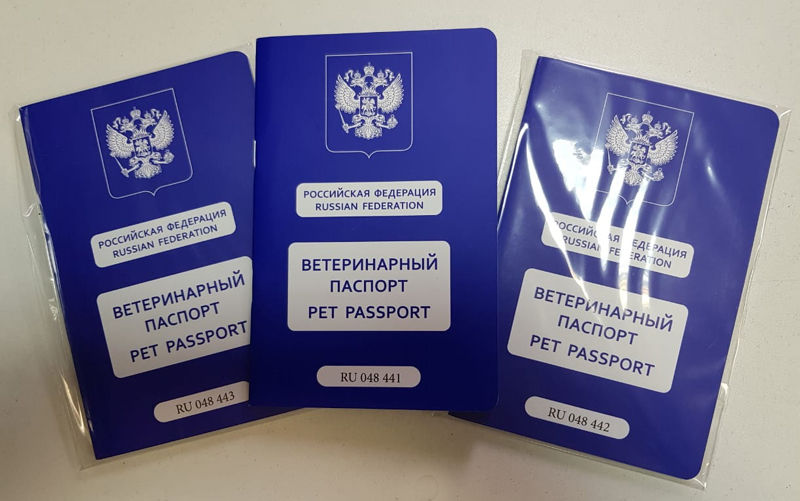 РОССИЙСКАЯ ФЕДЕРАЦИЯ
RUSSIAN FEDERATION
ВЕТЕРИНАРНЫЙ
ПАСПОРТ
PET PASSPORT
RU 048 443
РОССИЙСКАЯ ФЕДЕРАЦИЯ
RUSSIAN FEDERATION
ВЕТЕРИНАРНЫЙ
ПАСПОРТ
PET PASSPORT
RU 048 441
РОССИЙСКАЯ ФЕДЕРАЦИЯ
RUSSIAN FEDERATION
ВЕТЕРИНАРНЫЙ
ПАСПОРТ
PET PASSPORT
RU 048 442